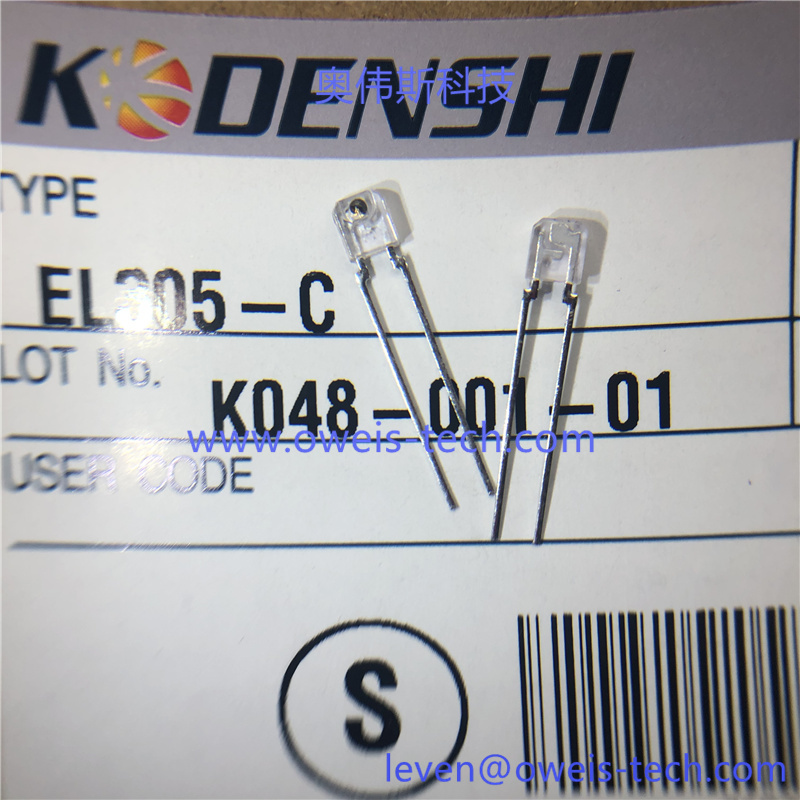 KODENSHI
奥伟斯科技
TYPE
EL305-C
LOT No.
K048-001-01
www.oweis-tech.com
USER CODE
S
leven@oweis-tech.com